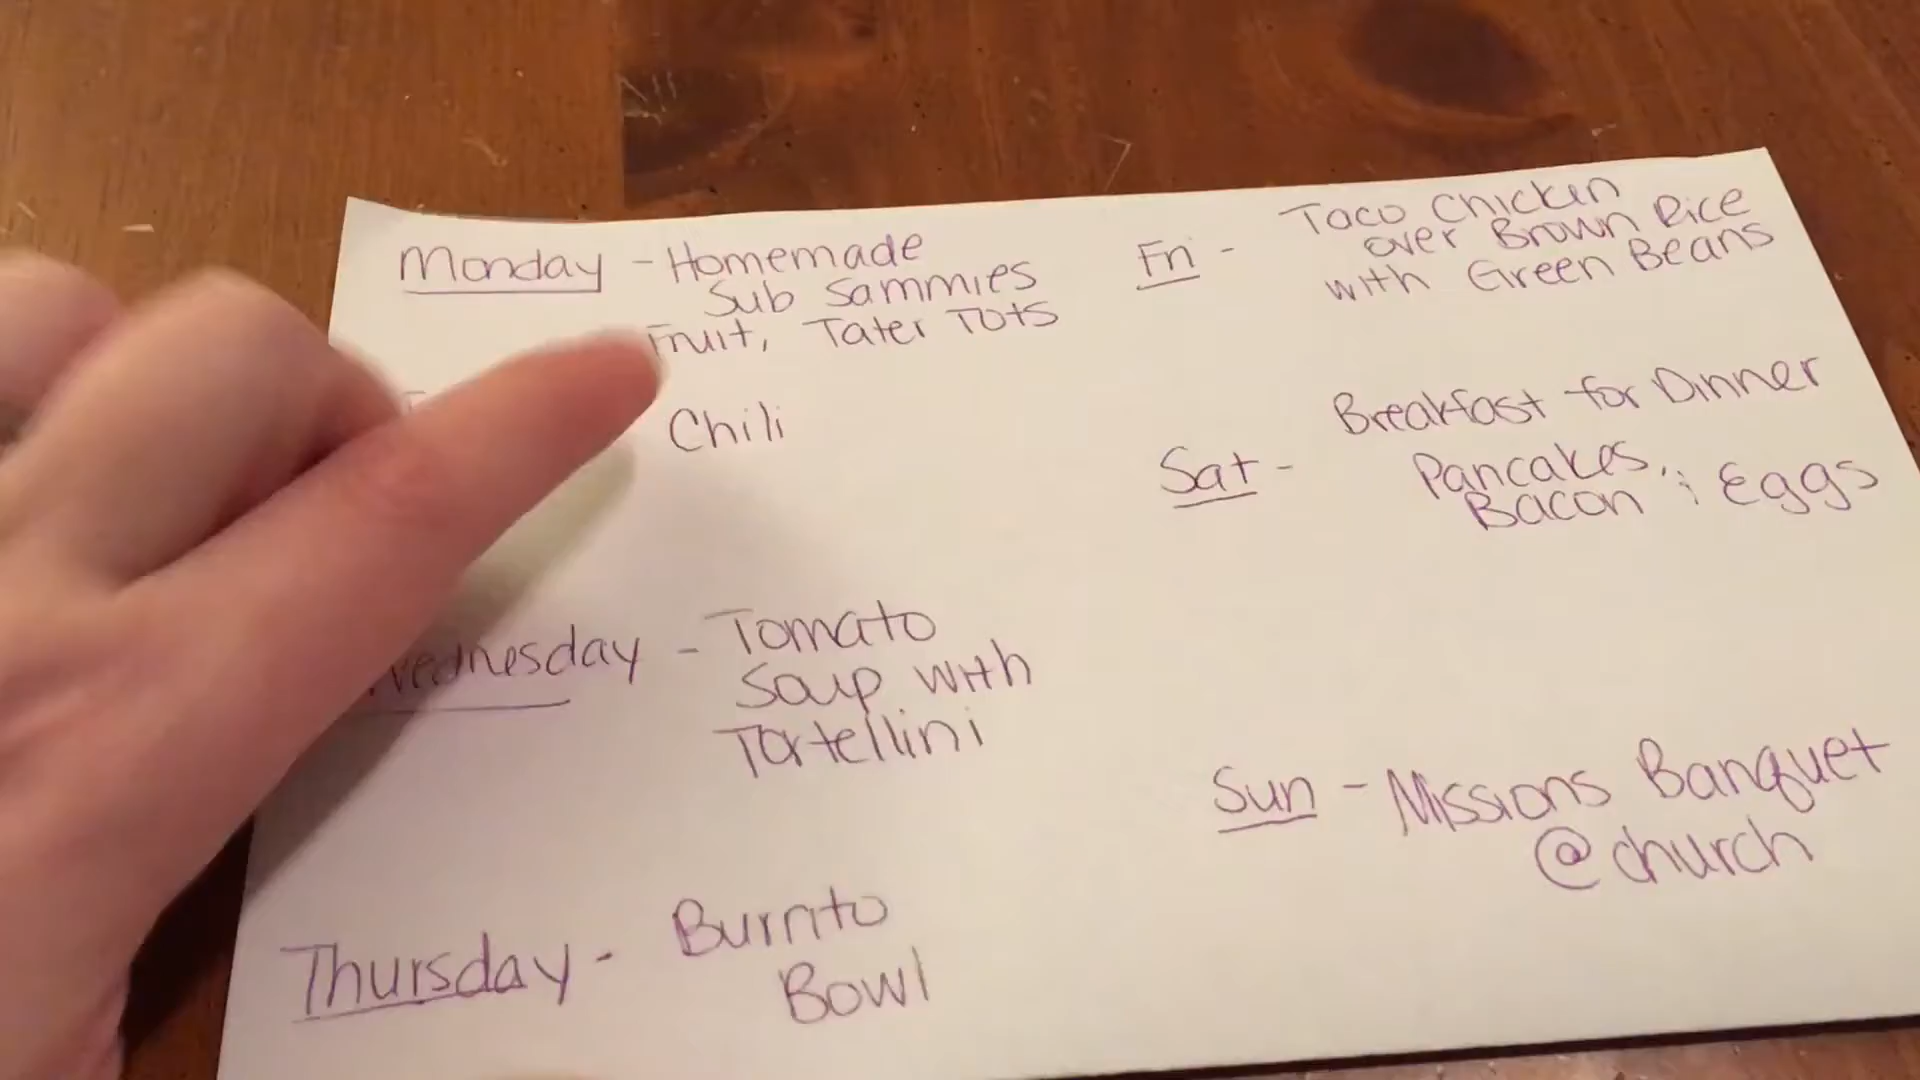 Monday - Homemade
Sub Sammies
Fruit, Tater Tots
Chili
Wednesday - Tomato
Soup with
Tortellini
Thursday - Burrito
Bowl
Fri - Taco Chicken
over Brown Rice
with Green Beans
Sat - Breakfast for Dinner
Pancakes,
Bacon & Eggs
Sun - Missions Banquet
@church